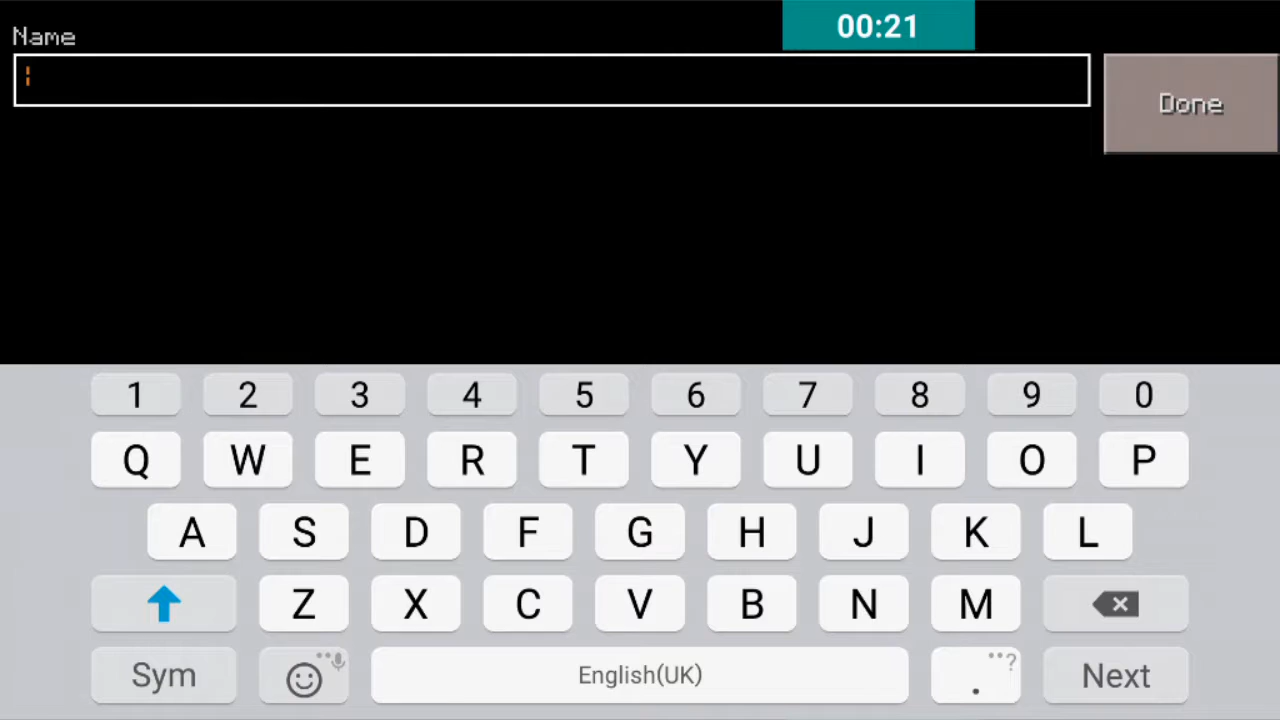 00:21
Name
Done
1 2 3 4 5 6 7 8 9 0
Q W E R T Y U I O P
A S D F G H J K L
Z X C V B N M
Sym English(UK) . ? Next